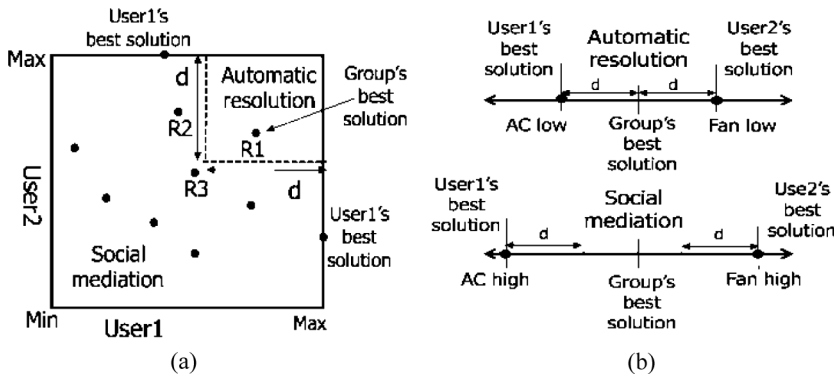 User1's
best solution
Max
d
Automatic
resolution
Group's
best
solution
R2
R1
R3
d
User2
User1's
best
solution
Social
mediation
Min
User1
Max
(a)
User1's
best
solution
Automatic
resolution
User2's
best
solution
d
d
AC low
Group's
best
solution
Fan low
User1's
best
solution
Social
mediation
Use2's
best
solution
d
d
AC high
Group's
best
solution
Fan high
(b)